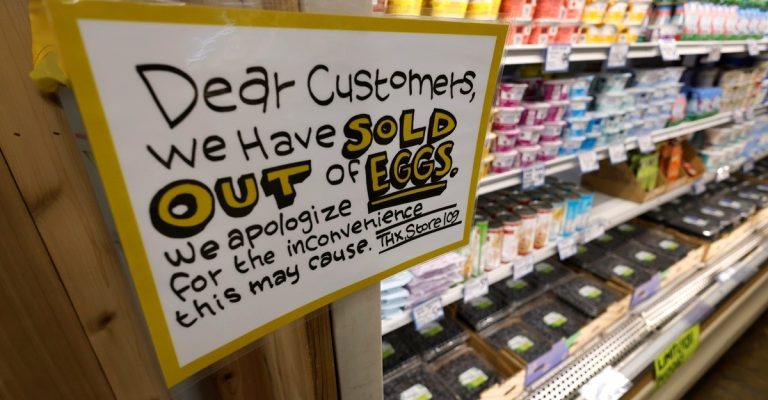 Dear Customers,
we Have SOLD
OUT of EGGS.
we apologize
for the inconvenience
this may cause. THX, Store 109
LIMIT